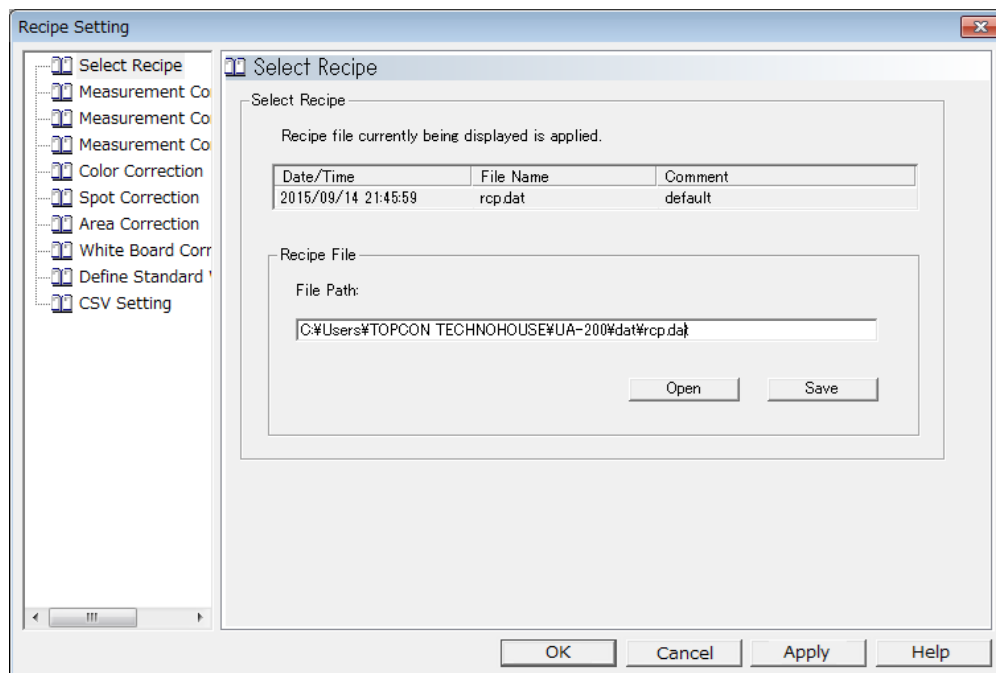 Recipe Setting
Select Recipe
Measurement Co
Measurement Co
Measurement Co
Color Correction
Spot Correction
Area Correction
White Board Corr
Define Standard
CSV Setting
Select Recipe
Select Recipe
Recipe file currently being displayed is applied.
Date/Time File Name Comment
2015/09/14 21:45:59 rcp.dat default
Recipe File
File Path:
C:¥Users¥TOPCON TECHNOHOUSE¥UA-200¥dat¥rcp.dat
Open Save
OK Cancel Apply Help